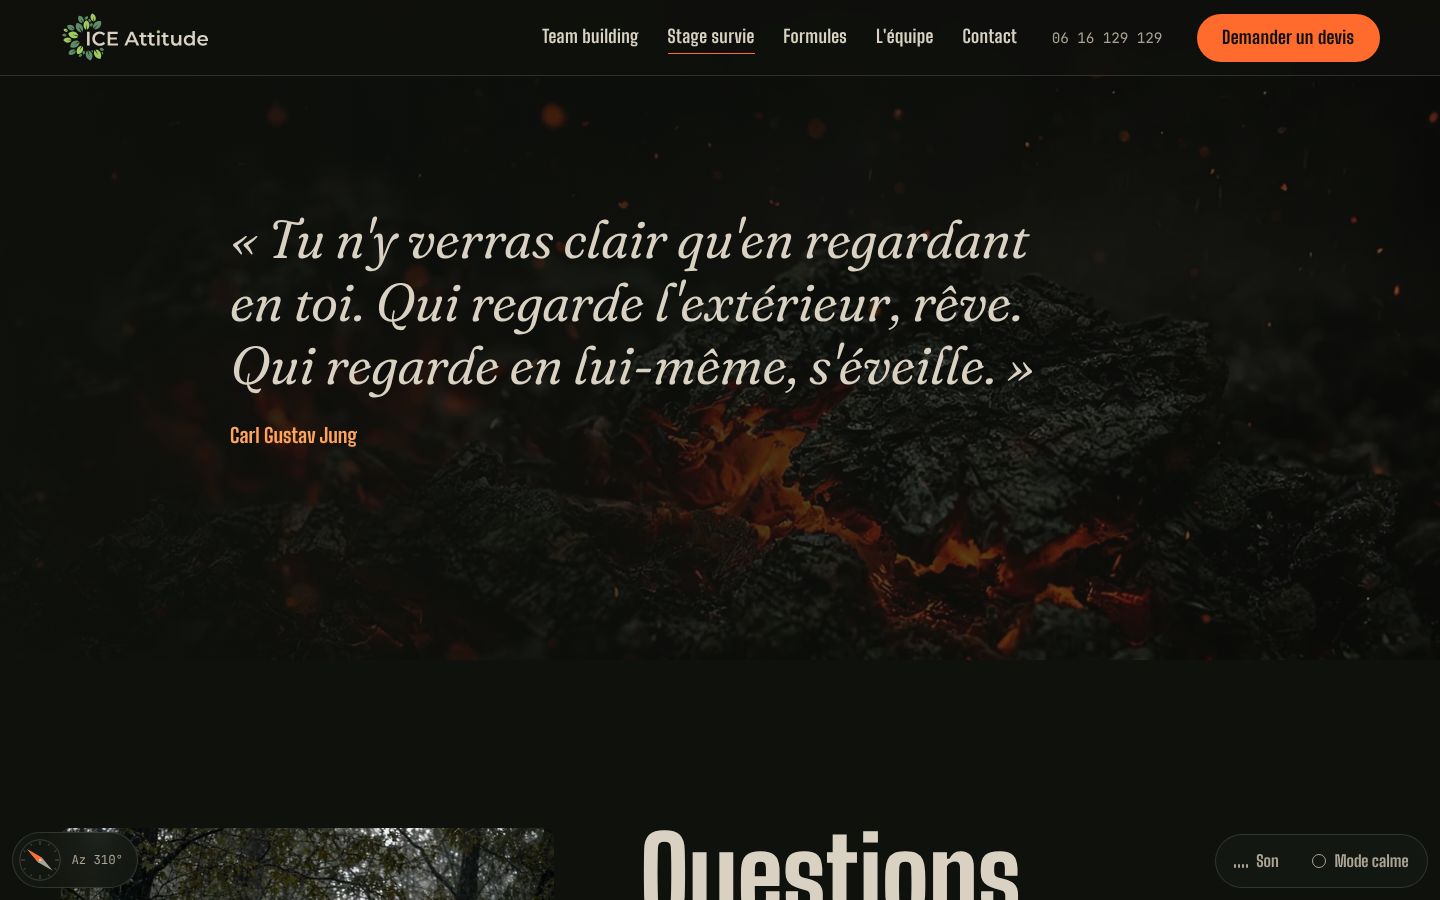 ICE Attitude
Team building
Stage survie
Formules
L'équipe
Contact
06 16 129 129
Demander un devis
« Tu n'y verras clair qu'en regardant
en toi. Qui regarde l'extérieur, rêve.
Qui regarde en lui-même, s'éveille. »
Carl Gustav Jung
Questions
Az 310°
Son
Mode calme